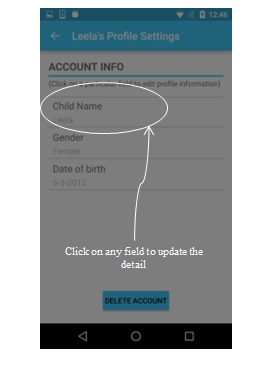 12:46
Leela's Profile Settings
ACCOUNT INFO
(Click on a particular field to edit profile information)
Child Name
Leela
Gender
Female
Date of birth
6-3-2012
Click on any field to update the
detail
DELETE ACCOUNT